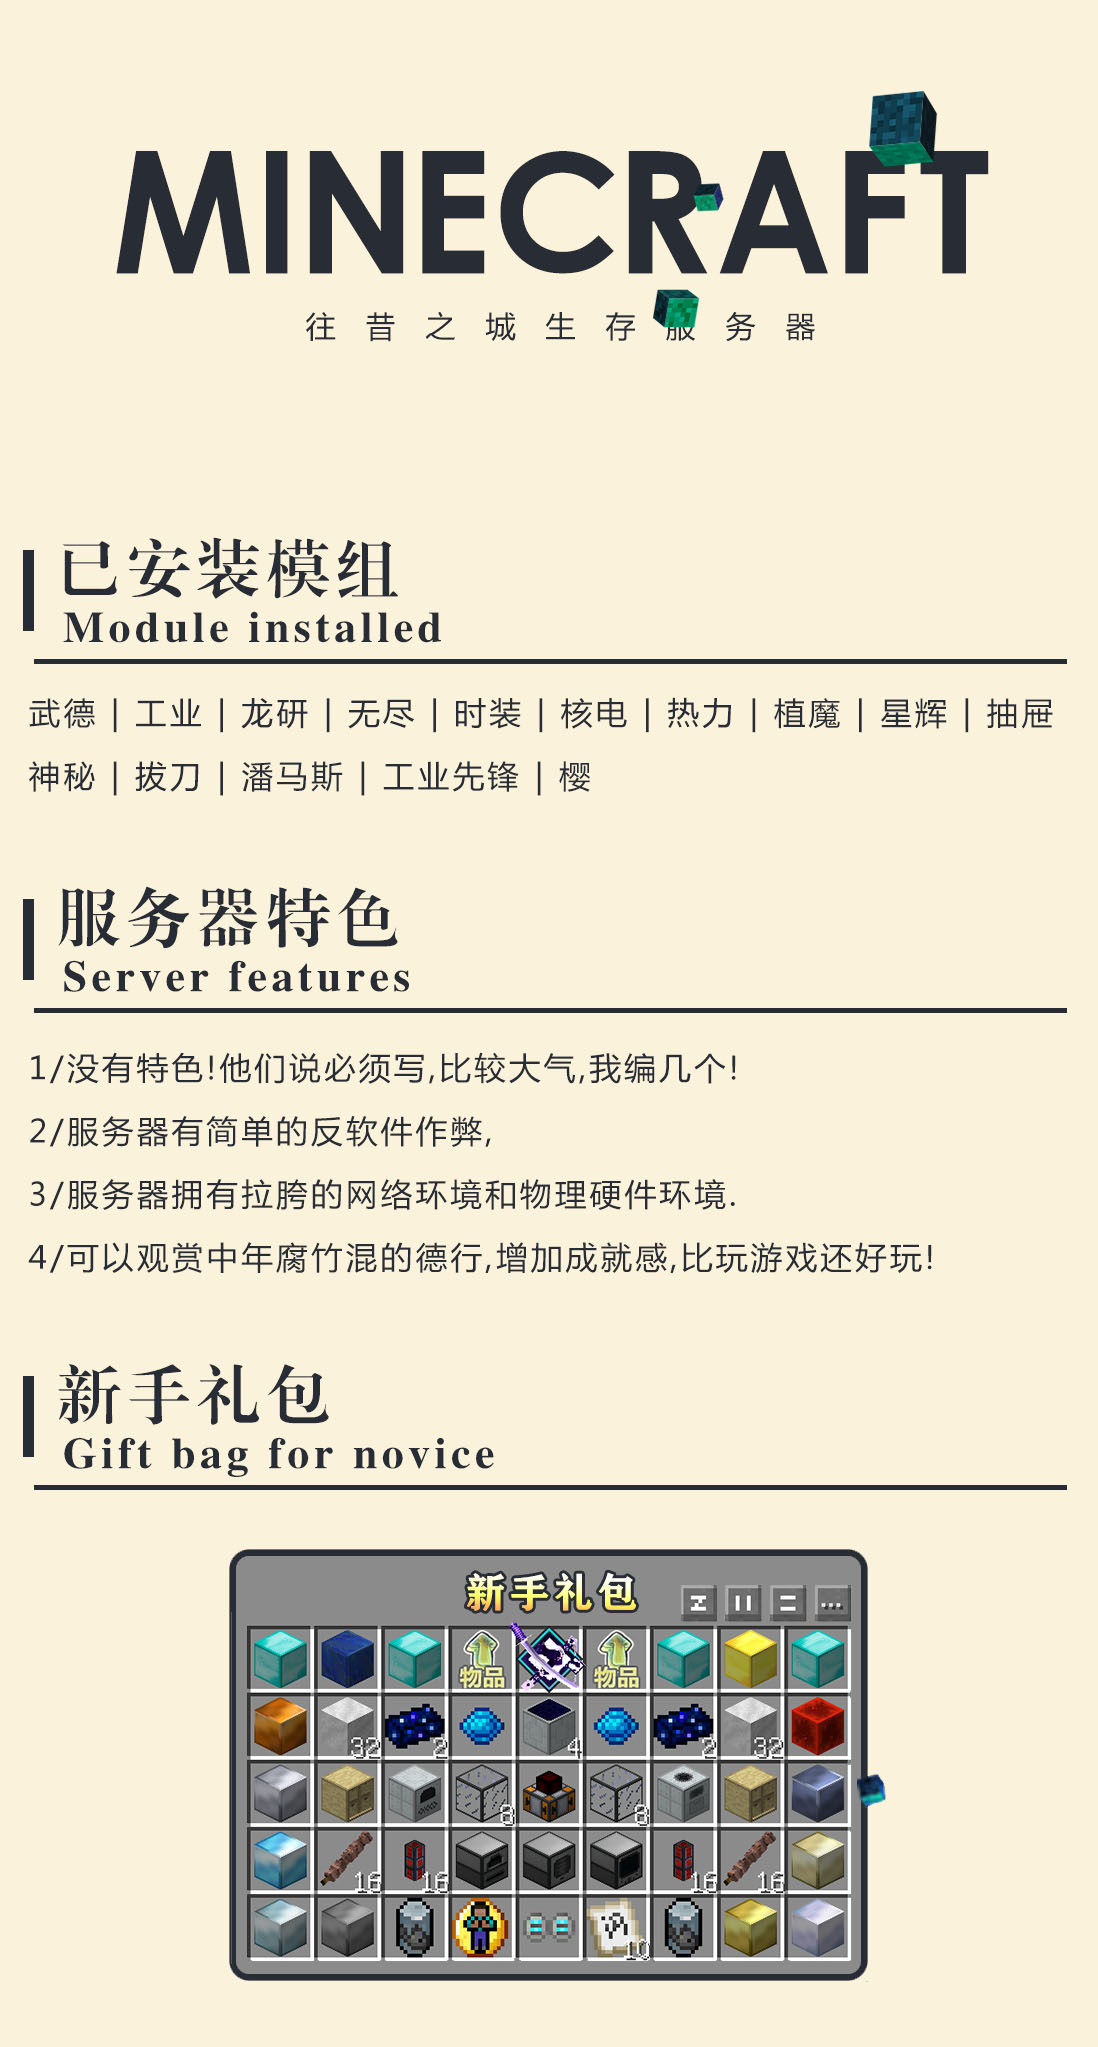 MINECRAFT
往昔之城生存服务器
已安装模组
Module installed
武德 | 工业 | 龙研 | 无尽 | 时装 | 核电 | 热力 | 植魔 | 星辉 | 抽屉
神秘 | 拔刀 | 潘马斯 | 工业先锋 | 樱
服务器特色
Server features
1/没有特色!他们说必须写,比较大气,我编几个!
2/服务器有简单的反软件作弊,
3/服务器拥有拉胯的网络环境和物理硬件环境.
4/可以观赏中年腐竹混的德行,增加成就感,比玩游戏还好玩!
新手礼包
Gift bag for novice
新手礼包
...
物品 物品
32 2 4 2 32
8 8
16 16 16 16
10